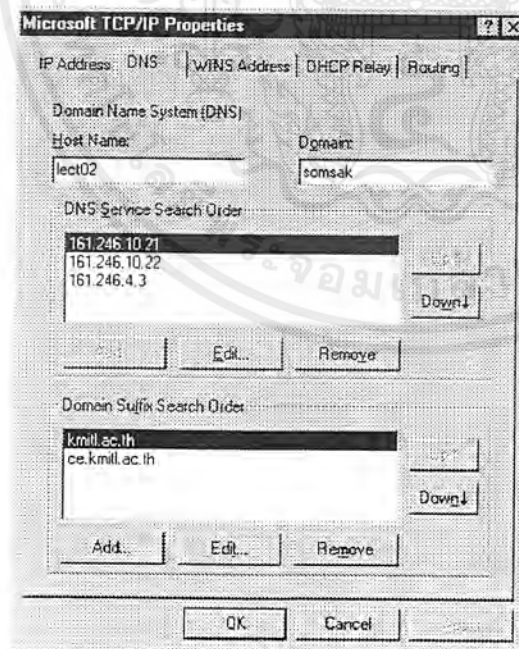 Microsoft TCP/IP Properties
? X
IP Address DNS WINS Address DHCP Relay Routing
Domain Name System (DNS)
Host Name:
Domain:
lect02
somsak
DNS Service Search Order
161.246.10.21
161.246.10.22
161.246.4.3
Down↓
Edit...
Remove
Domain Suffix Search Order
kmitl.ac.th
ce.kmitl.ac.th
Down↓
Add...
Edit...
Remove
OK
Cancel